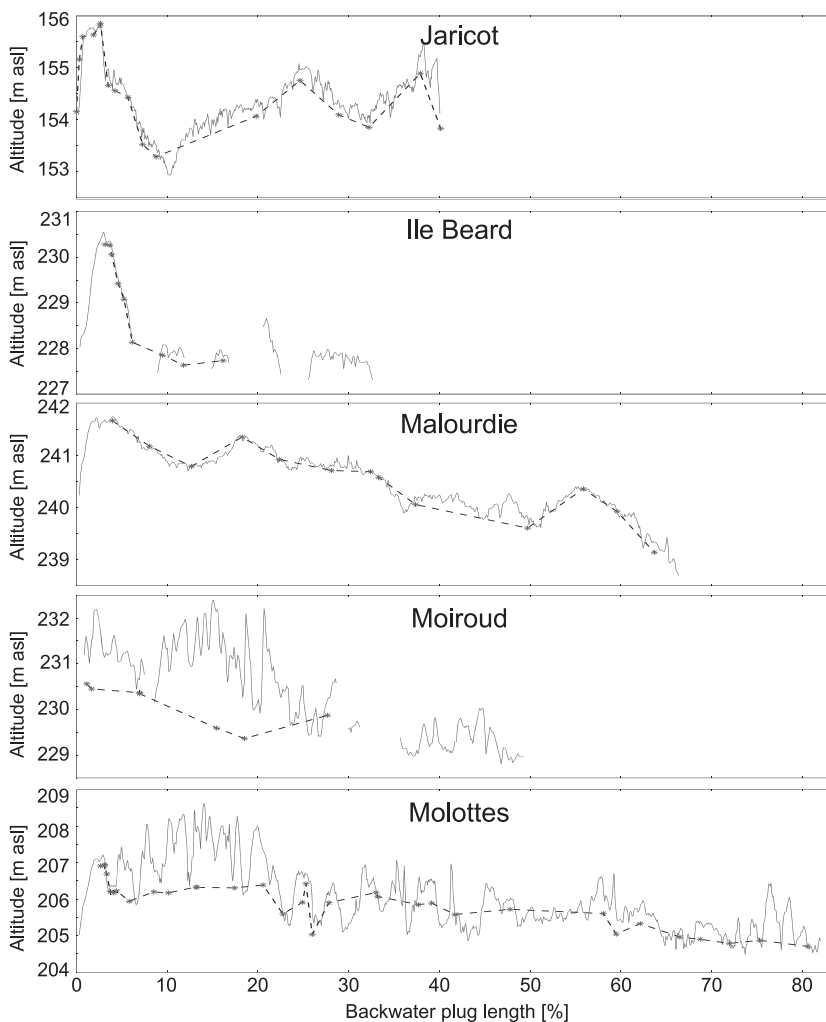 Jaricot
Altitude [m asl]
156
155
154
153
Ile Beard
Altitude [m asl]
231
230
229
228
227
Malourdie
Altitude [m asl]
242
241
240
239
Moiroud
Altitude [m asl]
232
231
230
229
Molottes
Altitude [m asl]
209
208
207
206
205
204
0 10 20 30 40 50 60 70 80
Backwater plug length [%]